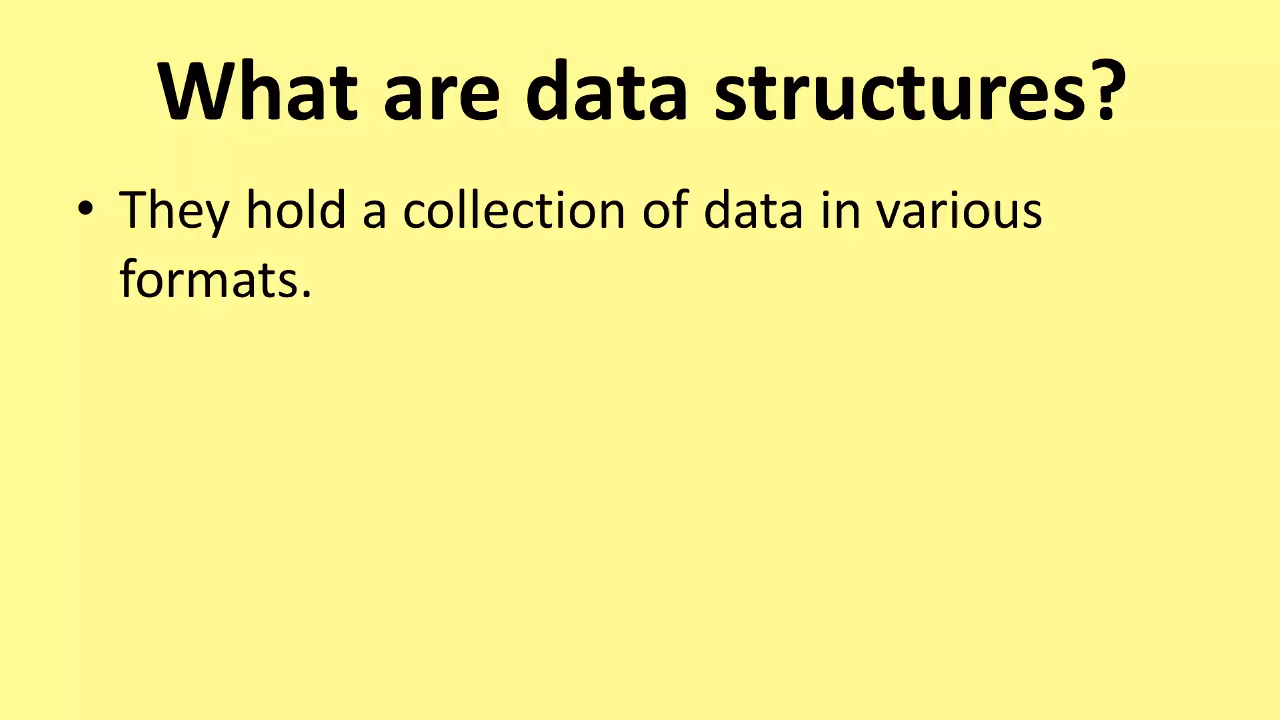 What are data structures?
• They hold a collection of data in various
formats.